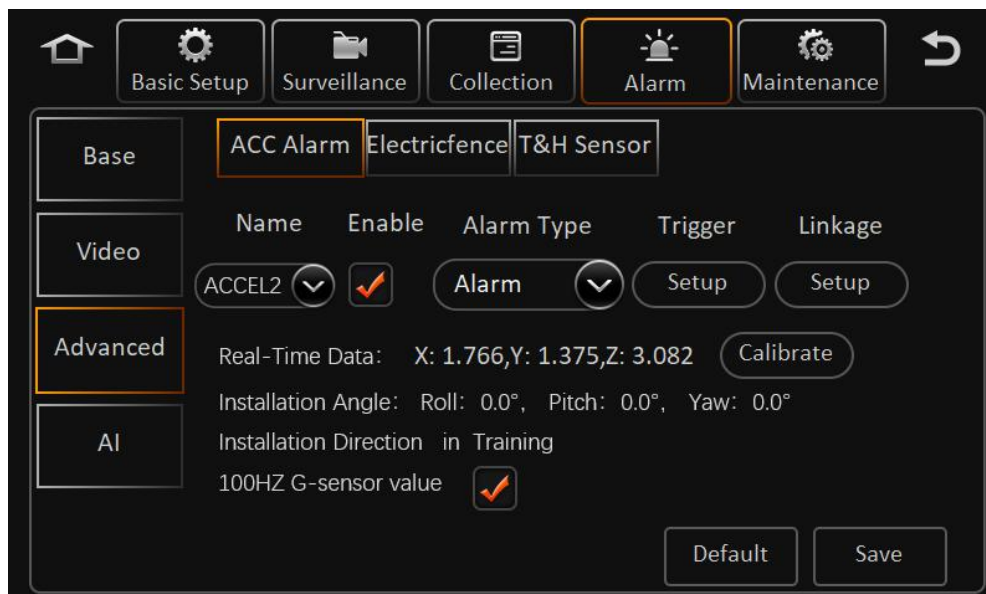 Basic Setup Surveillance Collection Alarm Maintenance
Base
Video
Advanced
AI
ACC Alarm Electricfence T&H Sensor
Name Enable Alarm Type Trigger Linkage
ACCEL2 Alarm Setup Setup
Real-Time Data: X: 1.766,Y: 1.375,Z: 3.082 Calibrate
Installation Angle: Roll: 0.0°, Pitch: 0.0°, Yaw: 0.0°
Installation Direction in Training
100HZ G-sensor value
Default Save